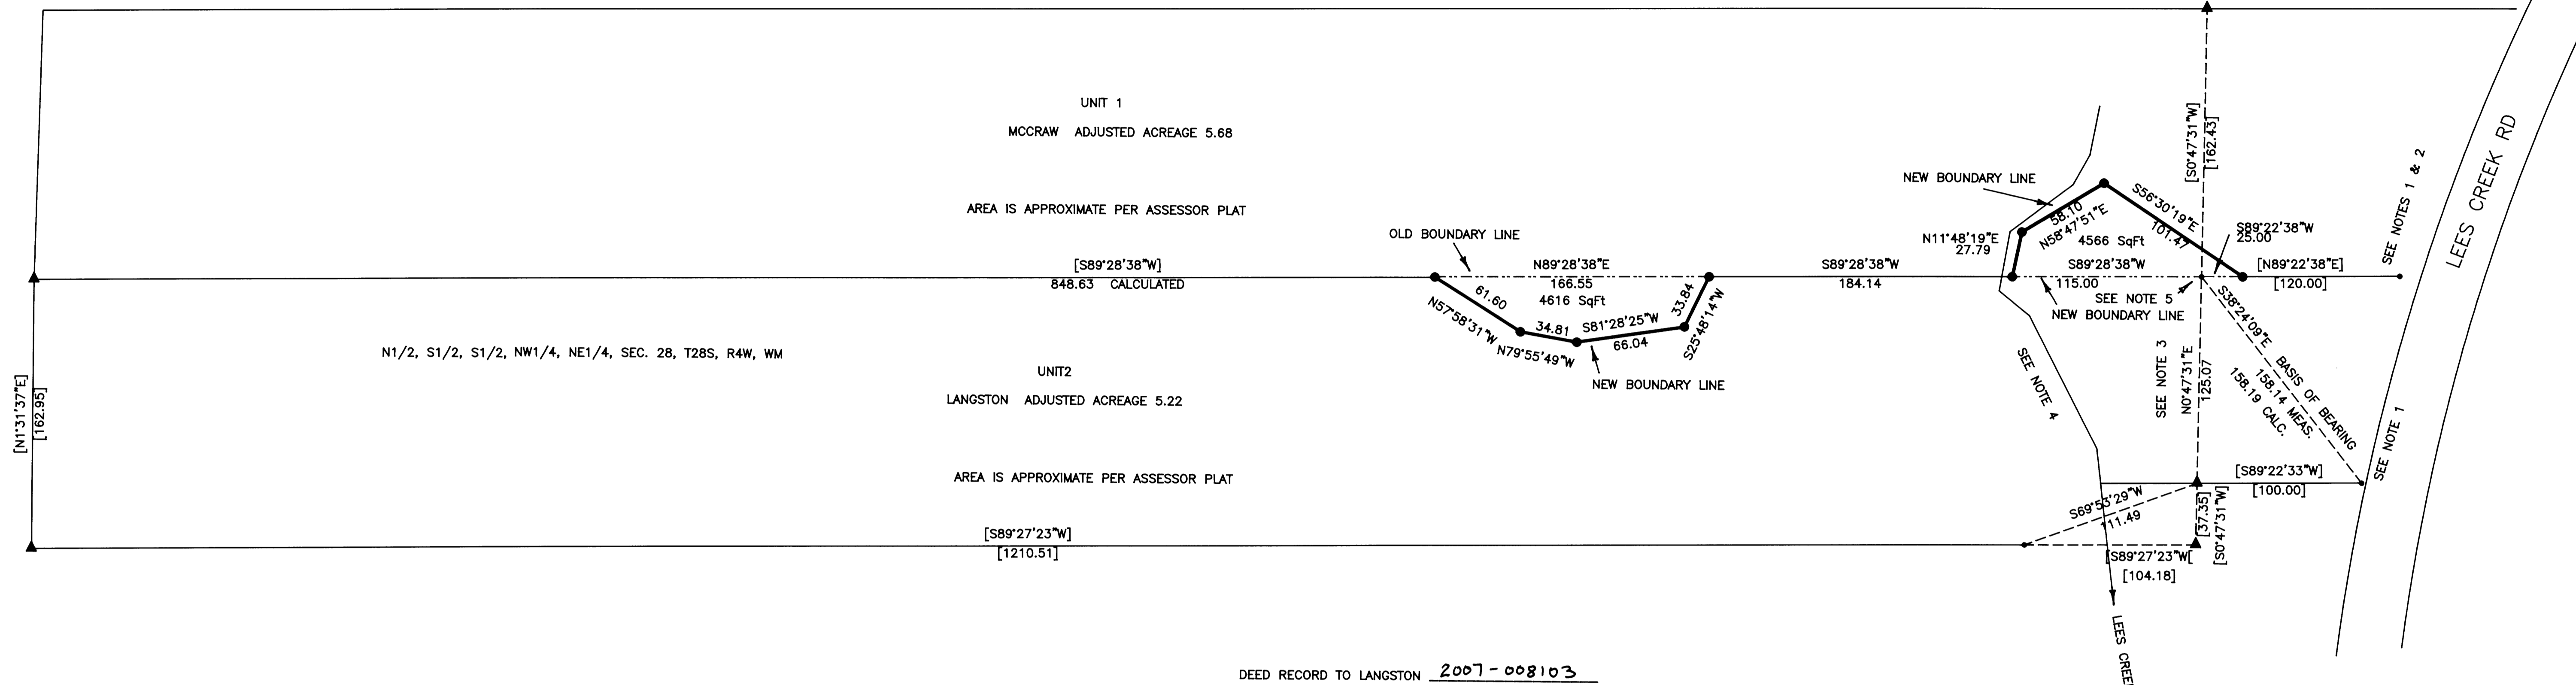 UNIT 1
MCCRAW ADJUSTED ACREAGE 5.68
AREA IS APPROXIMATE PER ASSESSOR PLAT
[S89°28'38"W]
848.63 CALCULATED
OLD BOUNDARY LINE
N89°28'38"E
166.55
4616 SqFt
61.60
N57°58'31"W
34.81
N79°55'49"W
S81°28'25"W
66.04
33.84
S25°48'14"W
NEW BOUNDARY LINE
S89°28'38"W
184.14
NEW BOUNDARY LINE
N11°48'19"E
27.79
58.10
N58°47'51"E
4566 SqFt
S56°30'19"E
101.47
S89°28'38"W
115.00
SEE NOTE 5
NEW BOUNDARY LINE
[S0°47'31"W]
[162.43]
S89°22'38"W
25.00
[N89°22'38"E]
[120.00]
SEE NOTES 1 & 2
LEES CREEK RD
N1/2, S1/2, S1/2, NW1/4, NE1/4, SEC. 28, T28S, R4W, WM
UNIT2
LANGSTON ADJUSTED ACREAGE 5.22
AREA IS APPROXIMATE PER ASSESSOR PLAT
[N1°31'37"E]
[162.95]
[S89°27'23"W]
[1210.51]
SEE NOTE 4
SEE NOTE 3
N0°47'31"E
125.07
S38°24'09"E BASIS OF BEARING
158.14 MEAS.
158.19 CALC.
SEE NOTE 1
[S89°22'33"W]
[100.00]
S69°53'29"W
111.49
[37.35]
[S0°47'31"W]
[S89°27'23"W[
[104.18]
LEES CREE
DEED RECORD TO LANGSTON 2007-008103